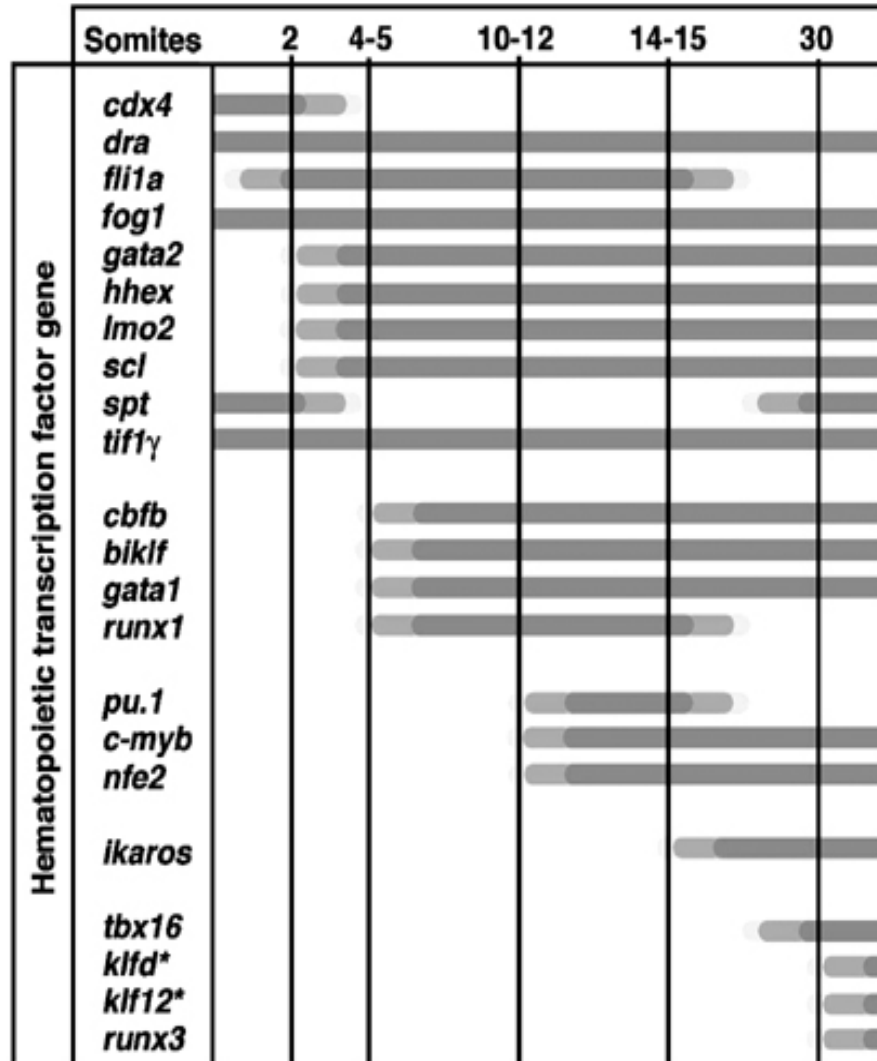 Somites 2 4-5 10-12 14-15 30
Hematopoietic transcription factor gene
cdx4
dra
fli1a
fog1
gata2
hhex
lmo2
scl
spt
tif1γ
cbfb
biklf
gata1
runx1
pu.1
c-myb
nfe2
ikaros
tbx16
klfd*
klf12*
runx3